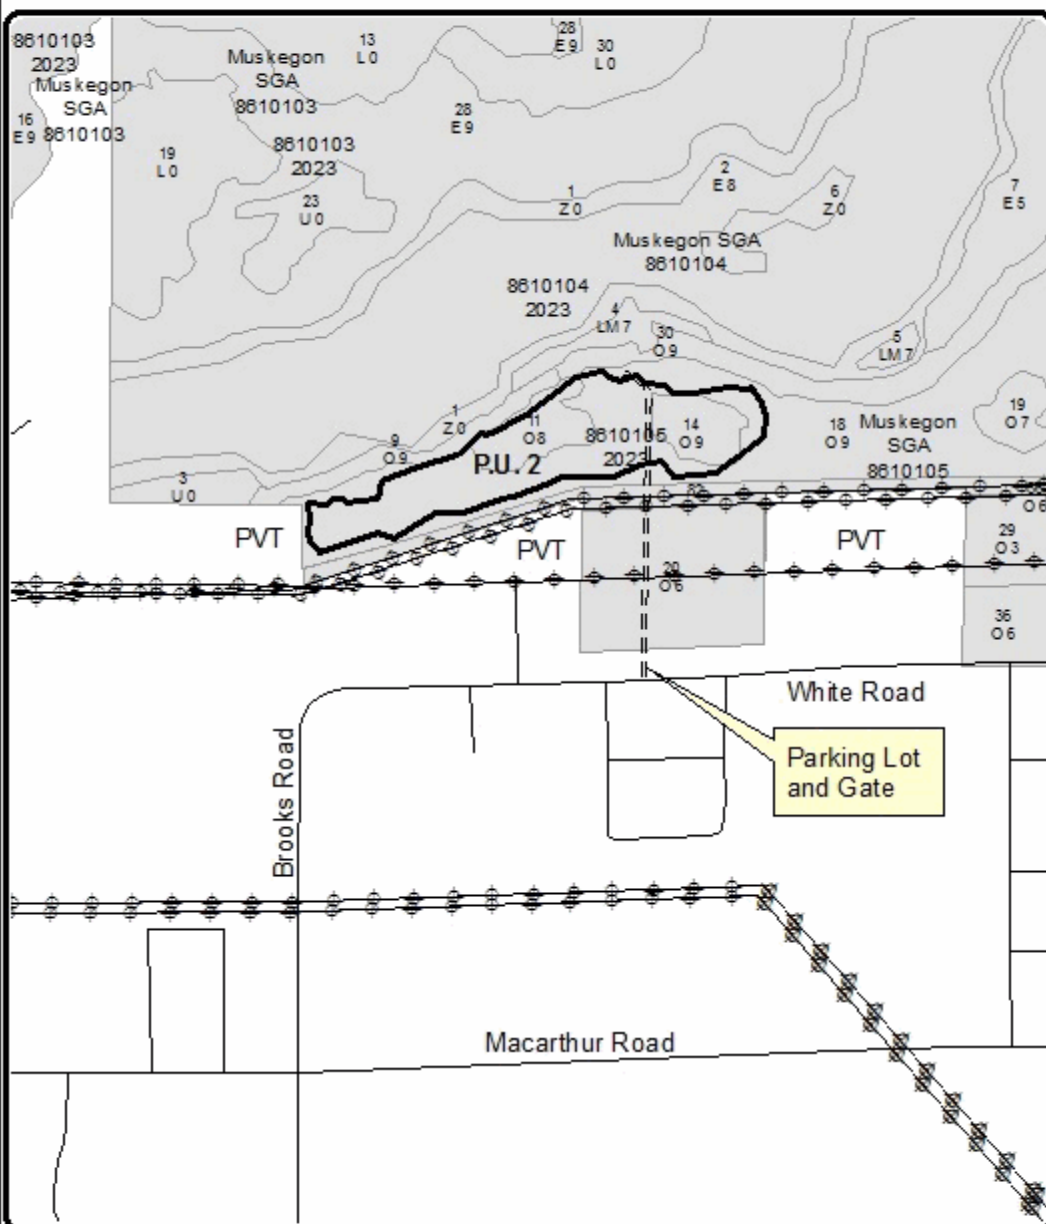 8610103
2023
Muskegon
SGA
8610103
16
E9
13
L0
Muskegon
SGA
8610103
28
E9
30
L0
28
E9
19
L0
8610103
2023
23
U0
1
Z0
2
E8
6
Z0
7
E5
Muskegon SGA
8610104
8610104
2023
4
LM7
30
O9
5
LM7
1
Z0
11
O8
9
O9
3
U0
P.U. 2
8610105
2023
14
O9
18
O9
Muskegon
SGA
8610105
19
O7
O6
PVT
PVT
PVT
29
O3
20
O6
36
O6
White Road
Parking Lot
and Gate
Brooks Road
Macarthur Road